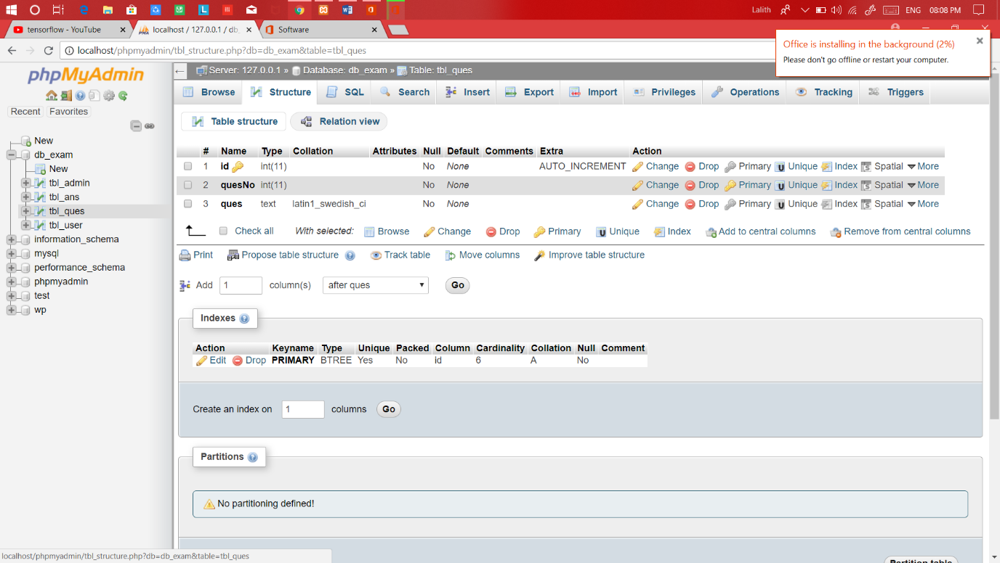 Lalith ENG 08:08 PM
tensorflow - YouTube × localhost / 127.0.0.1 / db_ × Software ×
localhost/phpmyadmin/tbl_structure.php?db=db_exam&table=tbl_ques
Office is installing in the background (2%)
Please don't go offline or restart your computer.
phpMyAdmin
Recent Favorites
New
db_exam
New
tbl_admin
tbl_ans
tbl_ques
tbl_user
information_schema
mysql
performance_schema
phpmyadmin
test
wp
Server: 127.0.0.1 » Database: db_exam » Table: tbl_ques
Browse Structure SQL Search Insert Export Import Privileges Operations Tracking Triggers
Table structure Relation view
# Name Type Collation Attributes Null Default Comments Extra Action
1 id int(11) No None AUTO_INCREMENT Change Drop Primary Unique Index Spatial More
2 quesNo int(11) No None Change Drop Primary Unique Index Spatial More
3 ques text latin1_swedish_ci No None Change Drop Primary Unique Index Spatial More
Check all With selected: Browse Change Drop Primary Unique Index Add to central columns Remove from central columns
Print Propose table structure Track table Move columns Improve table structure
Add 1 column(s) after ques Go
Indexes
Action Keyname Type Unique Packed Column Cardinality Collation Null Comment
Edit Drop PRIMARY BTREE Yes No id 6 A No
Create an index on 1 columns Go
Partitions
No partitioning defined!
Partition table
localhost/phpmyadmin/tbl_structure.php?db=db_exam&table=tbl_ques